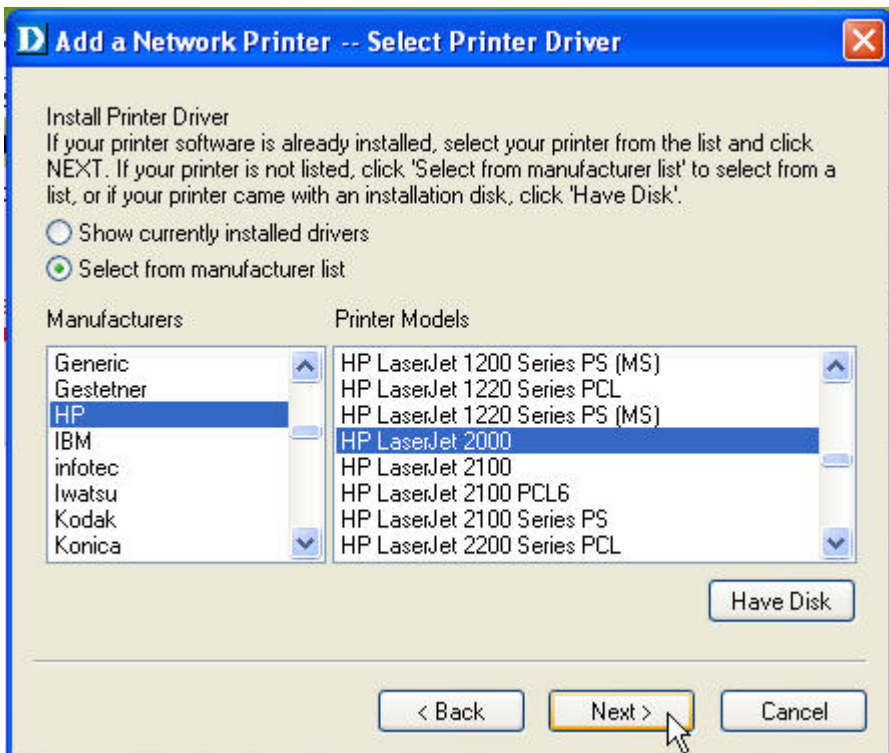 D Add a Network Printer -- Select Printer Driver
Install Printer Driver
If your printer software is already installed, select your printer from the list and click
NEXT. If your printer is not listed, click 'Select from manufacturer list' to select from a
list, or if your printer came with an installation disk, click 'Have Disk'.
Show currently installed drivers
Select from manufacturer list
Manufacturers
Generic
Gestetner
HP
IBM
infotec
Iwatsu
Kodak
Konica
Printer Models
HP LaserJet 1200 Series PS (MS)
HP LaserJet 1220 Series PCL
HP LaserJet 1220 Series PS (MS)
HP LaserJet 2000
HP LaserJet 2100
HP LaserJet 2100 PCL6
HP LaserJet 2100 Series PS
HP LaserJet 2200 Series PCL
Have Disk
< Back
Next >
Cancel